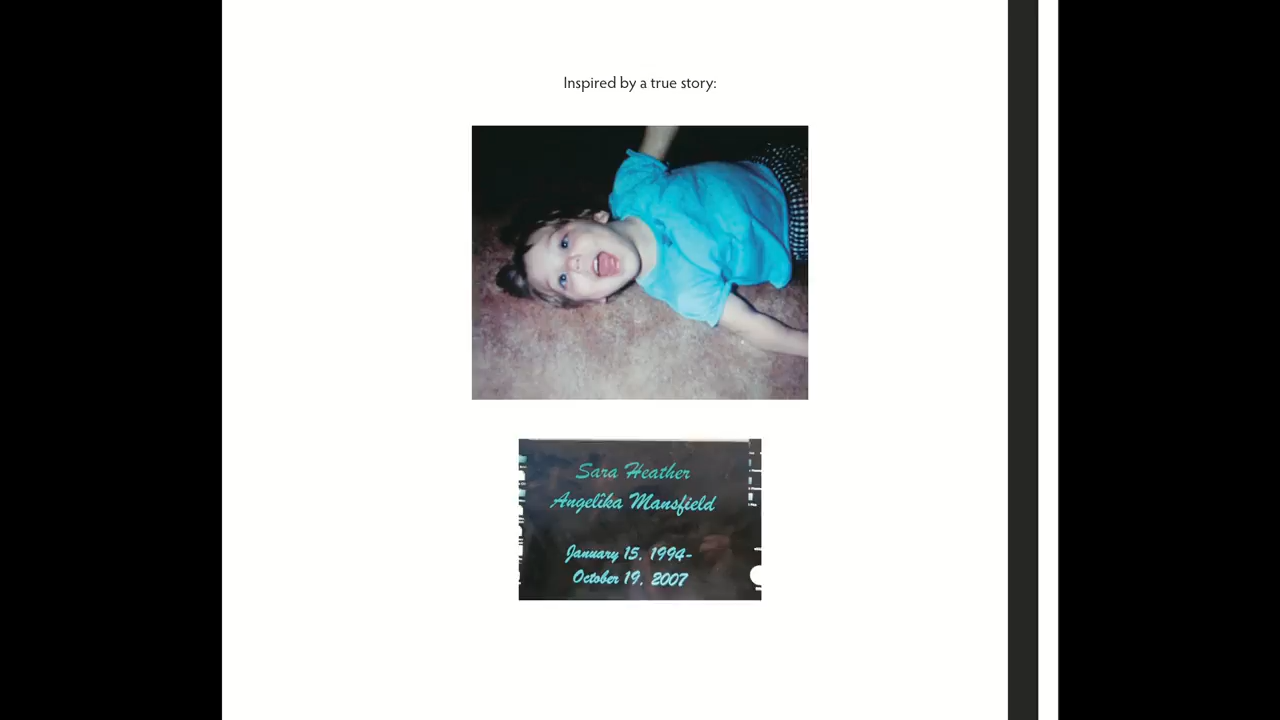 Inspired by a true story:
Sara Heather
Angelika Mansfield
January 15, 1994-
October 19, 2007